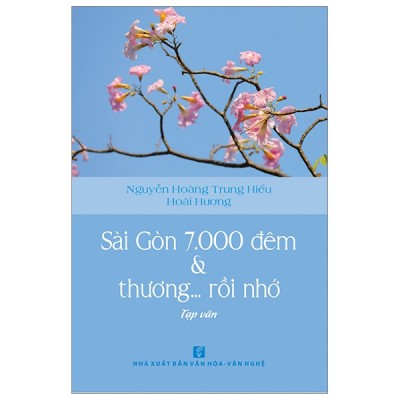 Nguyễn Hoàng Trung Hiếu
Hoài Hương
Sài Gòn 7.000 đêm
&
thương... rồi nhớ
Tạp văn
NHÀ XUẤT BẢN VĂN HÓA-VĂN NGHỆ